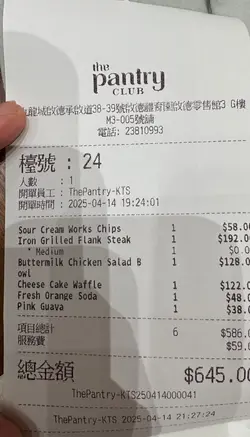 the
pantry
CLUB
九龍城啟德承啟道38-39號啟德體育園啟德零售館3 G樓
M3-005號舖
電話: 23810993
檯號 : 24
人數 : 1
開單員工 : ThePantry-KTS
開單時間 : 2025-04-14 19:24:01
Sour Cream Works Chips 1 $58.0
Iron Grilled Flank Steak 1 $192.0
* Medium 1 $0.0
Buttermilk Chicken Salad B 1 $128.0
owl
Cheese Cake Waffle 1 $122.0
Fresh Orange Soda 1 $48.0
Pink Guava 1 $38.0
項目總計 6 $586.0
服務費 $59.0
總金額 $645.00
ThePantry-KTS250414000041
ThePantry-KTS 2025-04-14 21:27:24